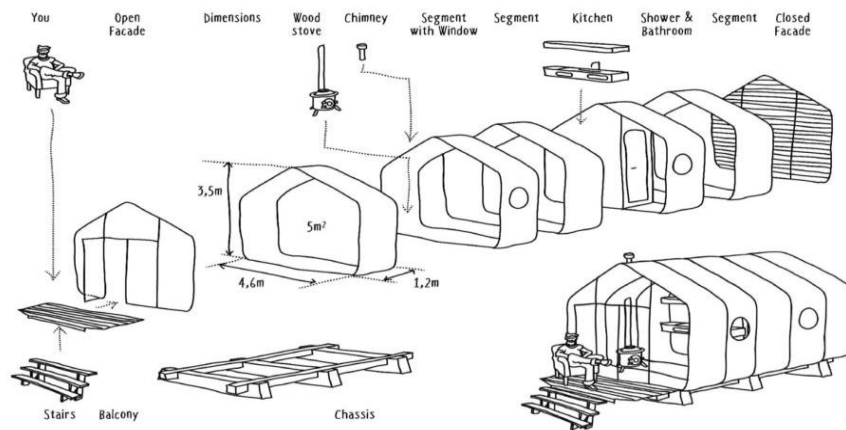 You
Open
Facade
Dimensions
Wood
stove
Chimney
Segment
with Window
Segment
Kitchen
Shower &
Bathroom
Segment
Closed
Facade
3,5m
5m²
4,6m
1,2m
Stairs
Balcony
Chassis